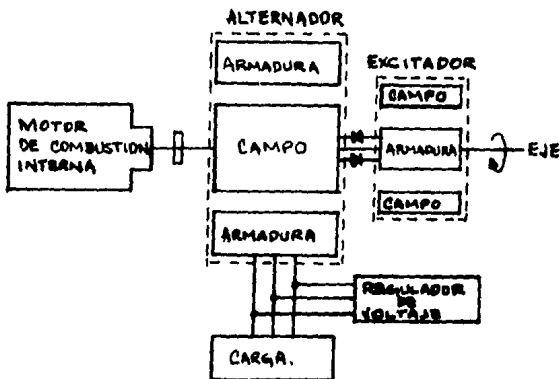 ALTERNADOR
ARMADURA
EXCITADOR
CAMPO
MOTOR
DE COMBUSTION
INTERNA
CAMPO
ARMADURA
EJE
CAMPO
ARMADURA
REGULADOR
DE
VOLTAJE
CARGA.